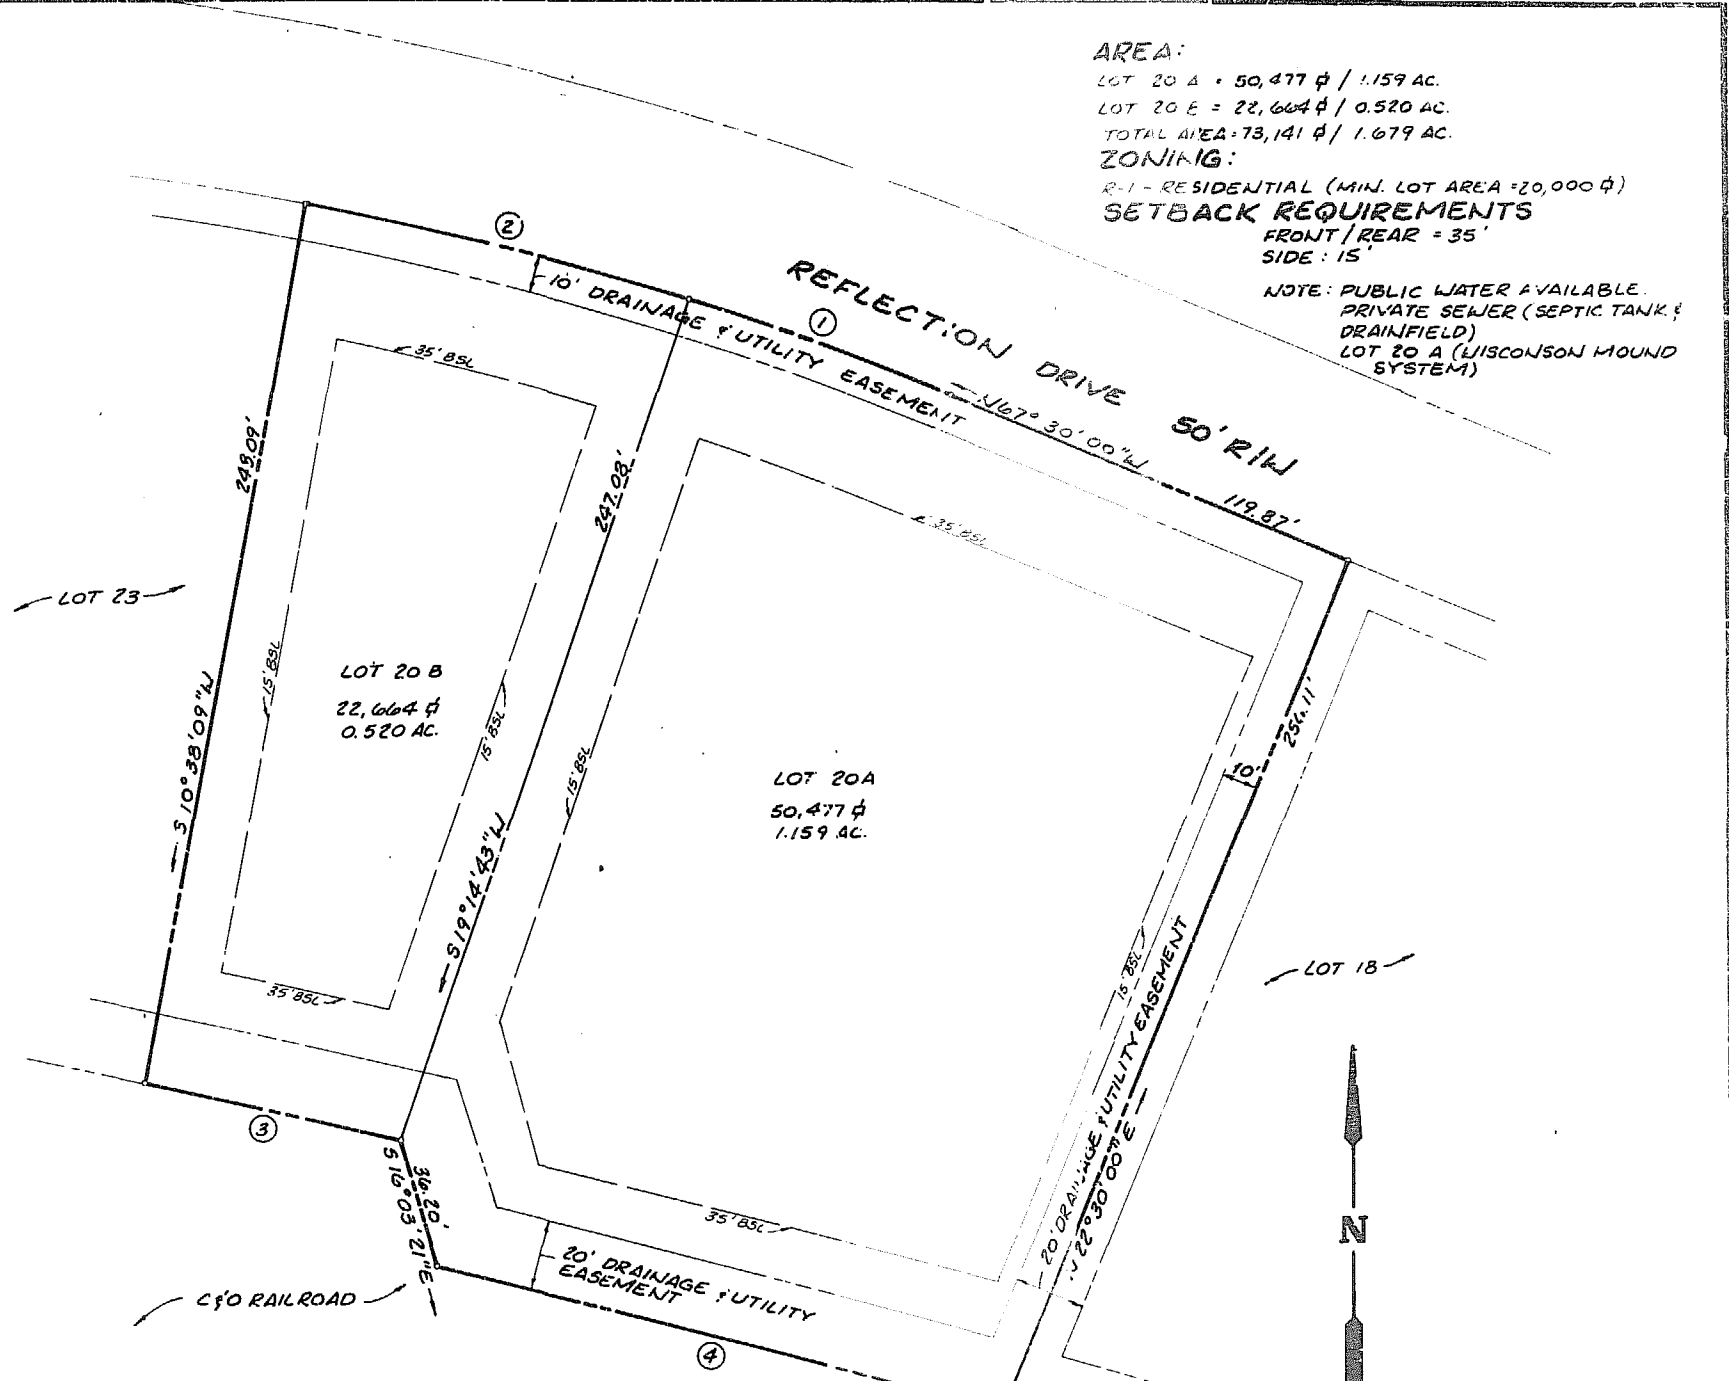 AREA:
LOT 20 A = 50,477 ⌷ / 1.159 AC.
LOT 20 B = 22,664 ⌷ / 0.520 AC.
TOTAL AREA: 73,141 ⌷ / 1.679 AC.
ZONING:
R-1 - RESIDENTIAL (MIN. LOT AREA = 20,000 ⌷)
SETBACK REQUIREMENTS
FRONT / REAR = 35'
SIDE : 15'
NOTE: PUBLIC WATER AVAILABLE.
PRIVATE SEWER (SEPTIC TANK &
DRAINFIELD)
LOT 20 A (WISCONSON MOUND
SYSTEM)
②
①
REFLECTION DRIVE 50' R/W
10' DRAINAGE & UTILITY EASEMENT
N67° 30' 00" W
119.87'
35' BSL
35' BSL
249.09'
247.08'
LOT 23
15' BSL
LOT 20 B
22,664 ⌷
0.520 AC.
15' BSL
15' BSL
S 10° 38' 09" W
S 19° 14' 43" W
LOT 20A
50,477 ⌷
1.159 AC.
256.11'
10'
15' BSL
LOT 18
35' BSL
③
36.20'
S 16° 03' 21" E
35' BSL
20' DRAINAGE & UTILITY EASEMENT
N 22° 30' 00" E
20' DRAINAGE & UTILITY
EASEMENT
C&O RAILROAD
④
N